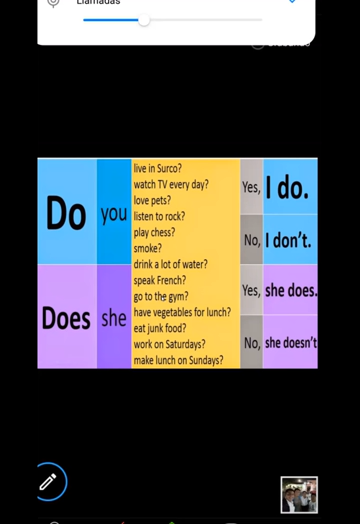 Llamadas
Do you
live in Surco?
watch TV every day?
love pets?
listen to rock?
play chess?
smoke?
drink a lot of water?
speak French?
go to the gym?
have vegetables for lunch?
eat junk food?
work on Saturdays?
make lunch on Sundays?
Yes, I do.
No, I don't.
Does she
Yes, she does.
No, she doesn't